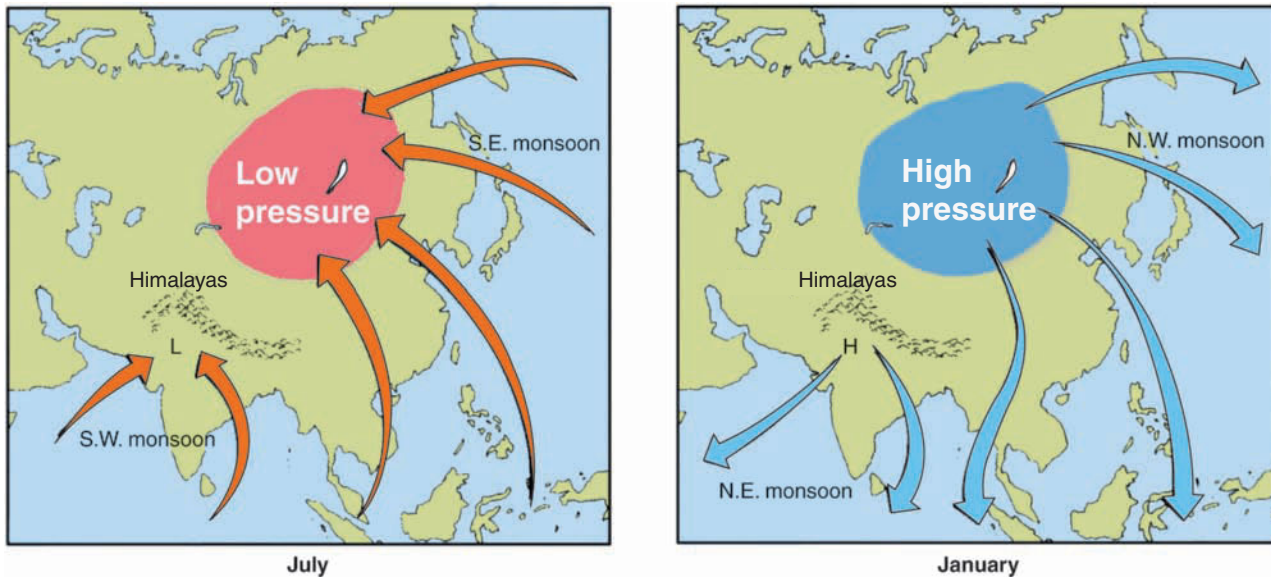 S.E. monsoon
Low
pressure
Himalayas
L
S.W. monsoon
July
N.W. monsoon
High
pressure
Himalayas
H
N.E. monsoon
January